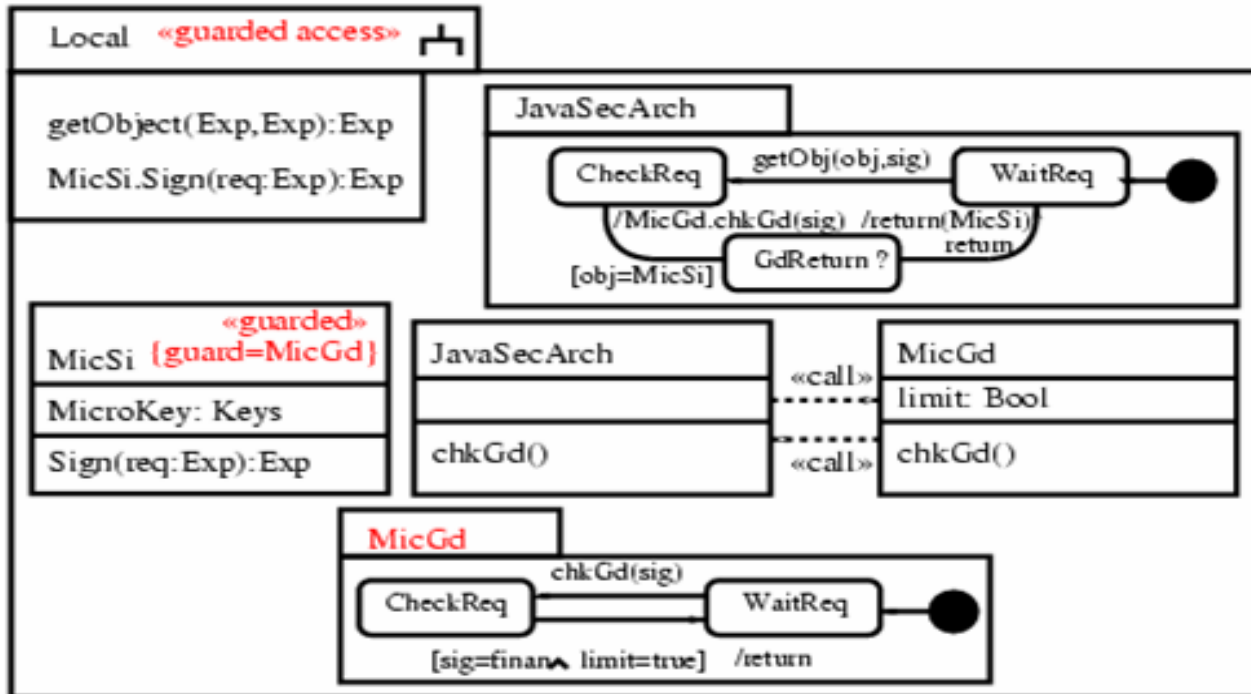 Local «guarded access»
getObject(Exp,Exp):Exp
MicSi.Sign(req:Exp):Exp
JavaSecArch
CheckReq
getObj(obj,sig)
WaitReq
/MicGd.chkGd(sig) /return(MicSi)
return
GdReturn ?
[obj=MicSi]
«guarded»
MicSi {guard=MicGd}
MicroKey: Keys
Sign(req:Exp):Exp
JavaSecArch
chkGd()
«call»
«call»
MicGd
limit: Bool
chkGd()
MicGd
chkGd(sig)
CheckReq
WaitReq
[sig=finan∧ limit=true] /return